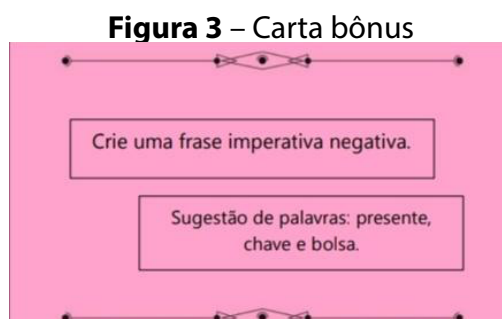 Figura 3 – Carta bônus
Crie uma frase imperativa negativa.
Sugestão de palavras: presente,
chave e bolsa.